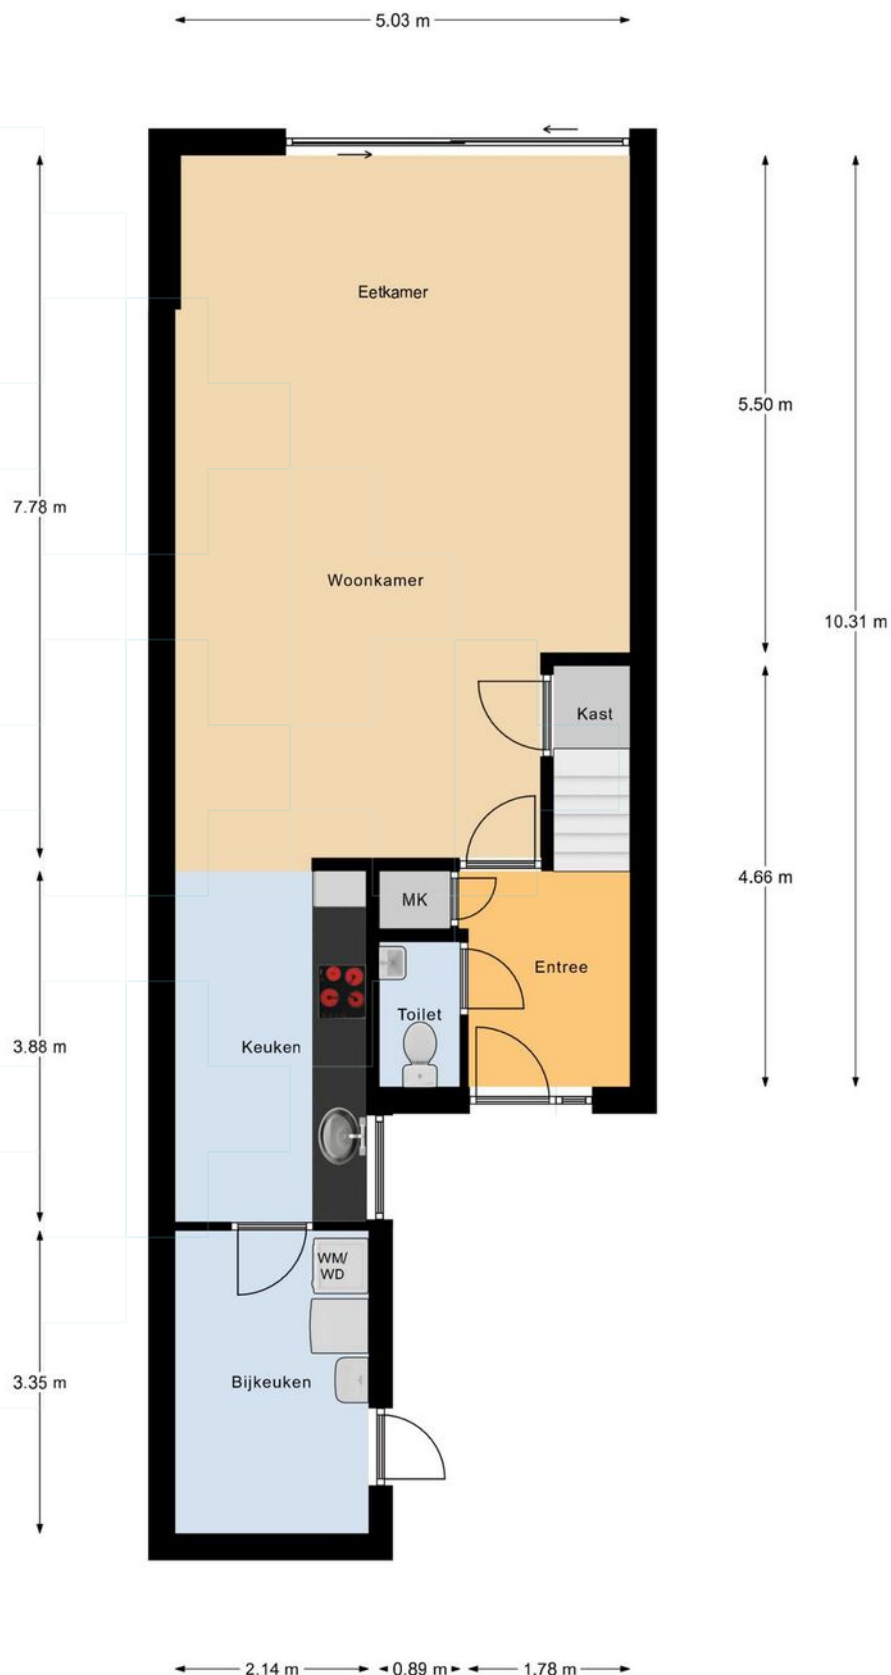 5.03 m
Eetkamer
5.50 m
7.78 m
Woonkamer
10.31 m
Kast
4.66 m
MK
Entree
Toilet
3.88 m
Keuken
WM/
WD
3.35 m
Bijkeuken
2.14 m
0.89 m
1.78 m